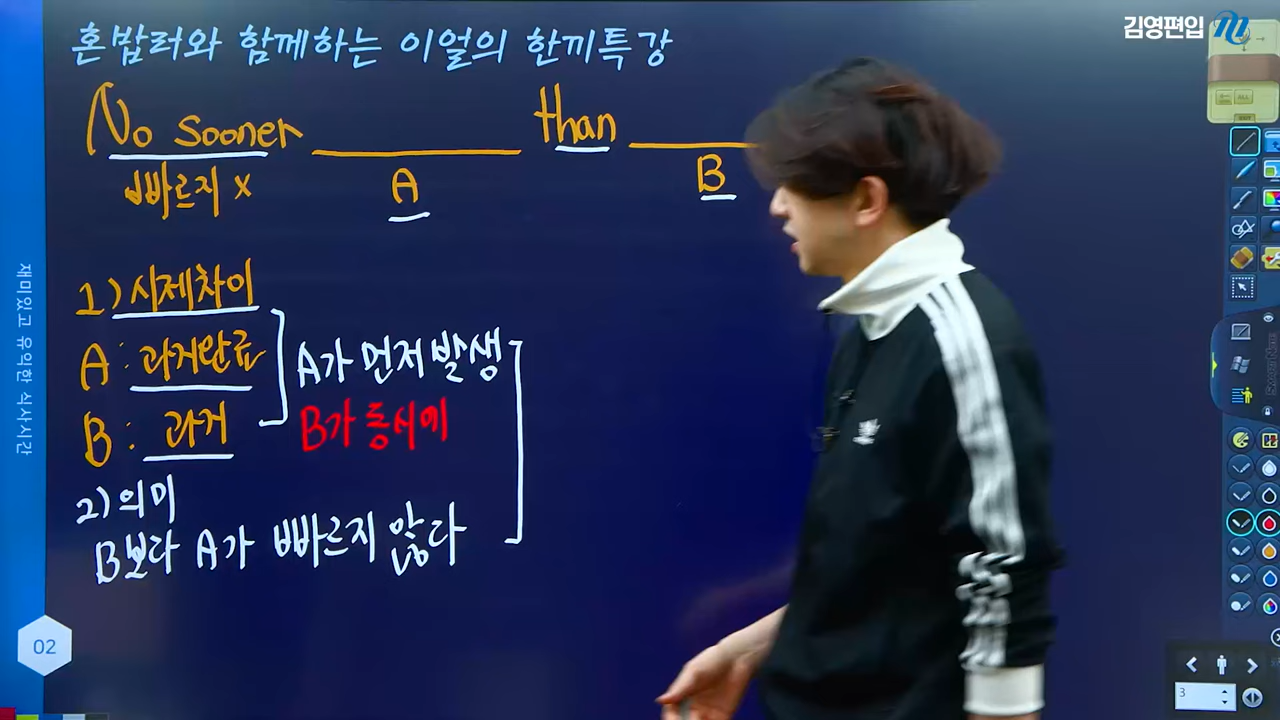 김영편입
혼밥러와 함께하는 이얼의 한끼특강
No sooner than
빠르지 x A B
1) 시제차이
A : 과거완료
B : 과거
A가 먼저 발생
B가 동시에
2) 의미
B보다 A가 빠르지 않다
재미있고 유익한 식사시간
02
ALL
EXIT
3